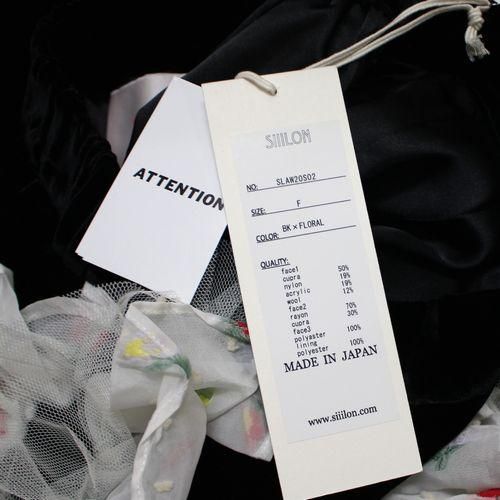 ATTENTION
SiiiLON
NO: SLAW20S02
SIZE: F
COLOR: BK×FLORAL
QUALITY:
face1
cupra 50%
nylon 19%
acrylic 19%
wool 12%
face2
rayon 70%
cupra 30%
face3
polyaster 100%
lining
polyester 100%
MADE IN JAPAN
www.siiilon.com